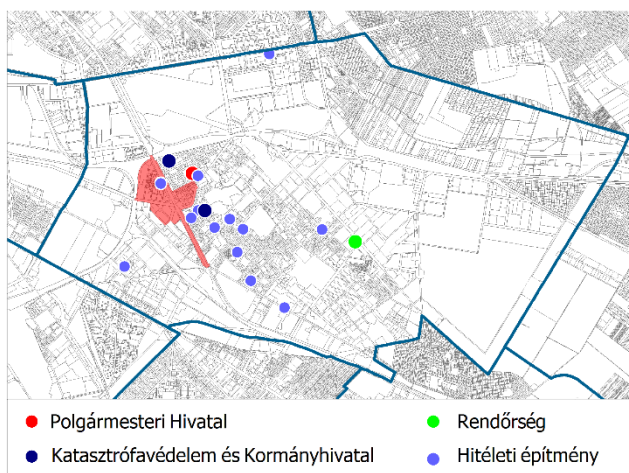 Polgármesteri Hivatal
Rendőrség
Katasztrófavédelem és Kormányhivatal
Hitéleti építmény